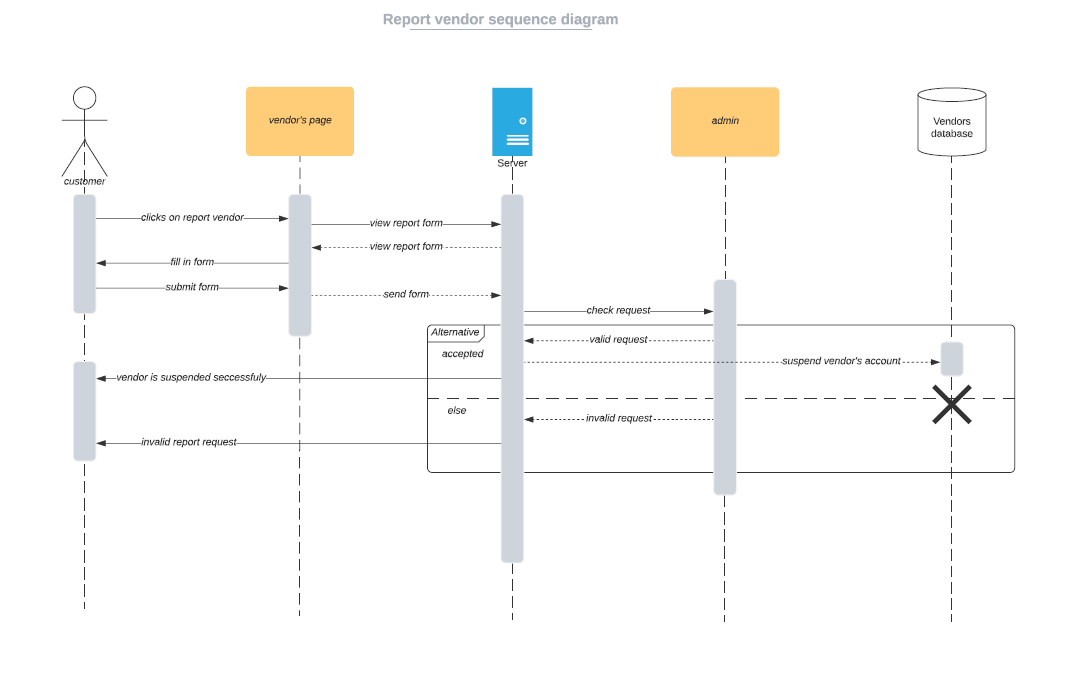 Report vendor sequence diagram
customer
vendor's page
Server
admin
Vendors
database
clicks on report vendor
view report form
view report form
fill in form
submit form
send form
check request
Alternative
valid request
accepted
suspend vendor's account
vendor is suspended seccessfuly
else
invalid request
invalid report request